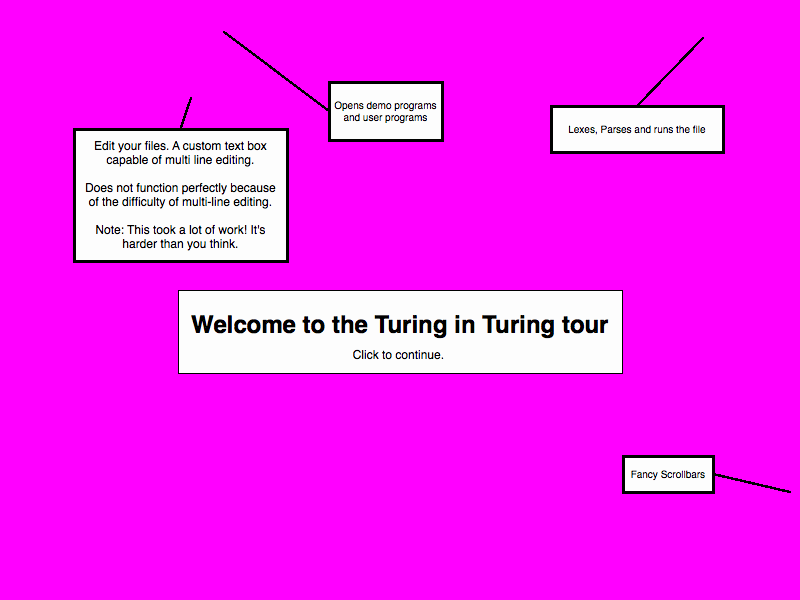 Opens demo programs
and user programs
Lexes, Parses and runs the file
Edit your files. A custom text box
capable of multi line editing.
Does not function perfectly because
of the difficulty of multi-line editing.
Note: This took a lot of work! It's
harder than you think.
Welcome to the Turing in Turing tour
Click to continue.
Fancy Scrollbars